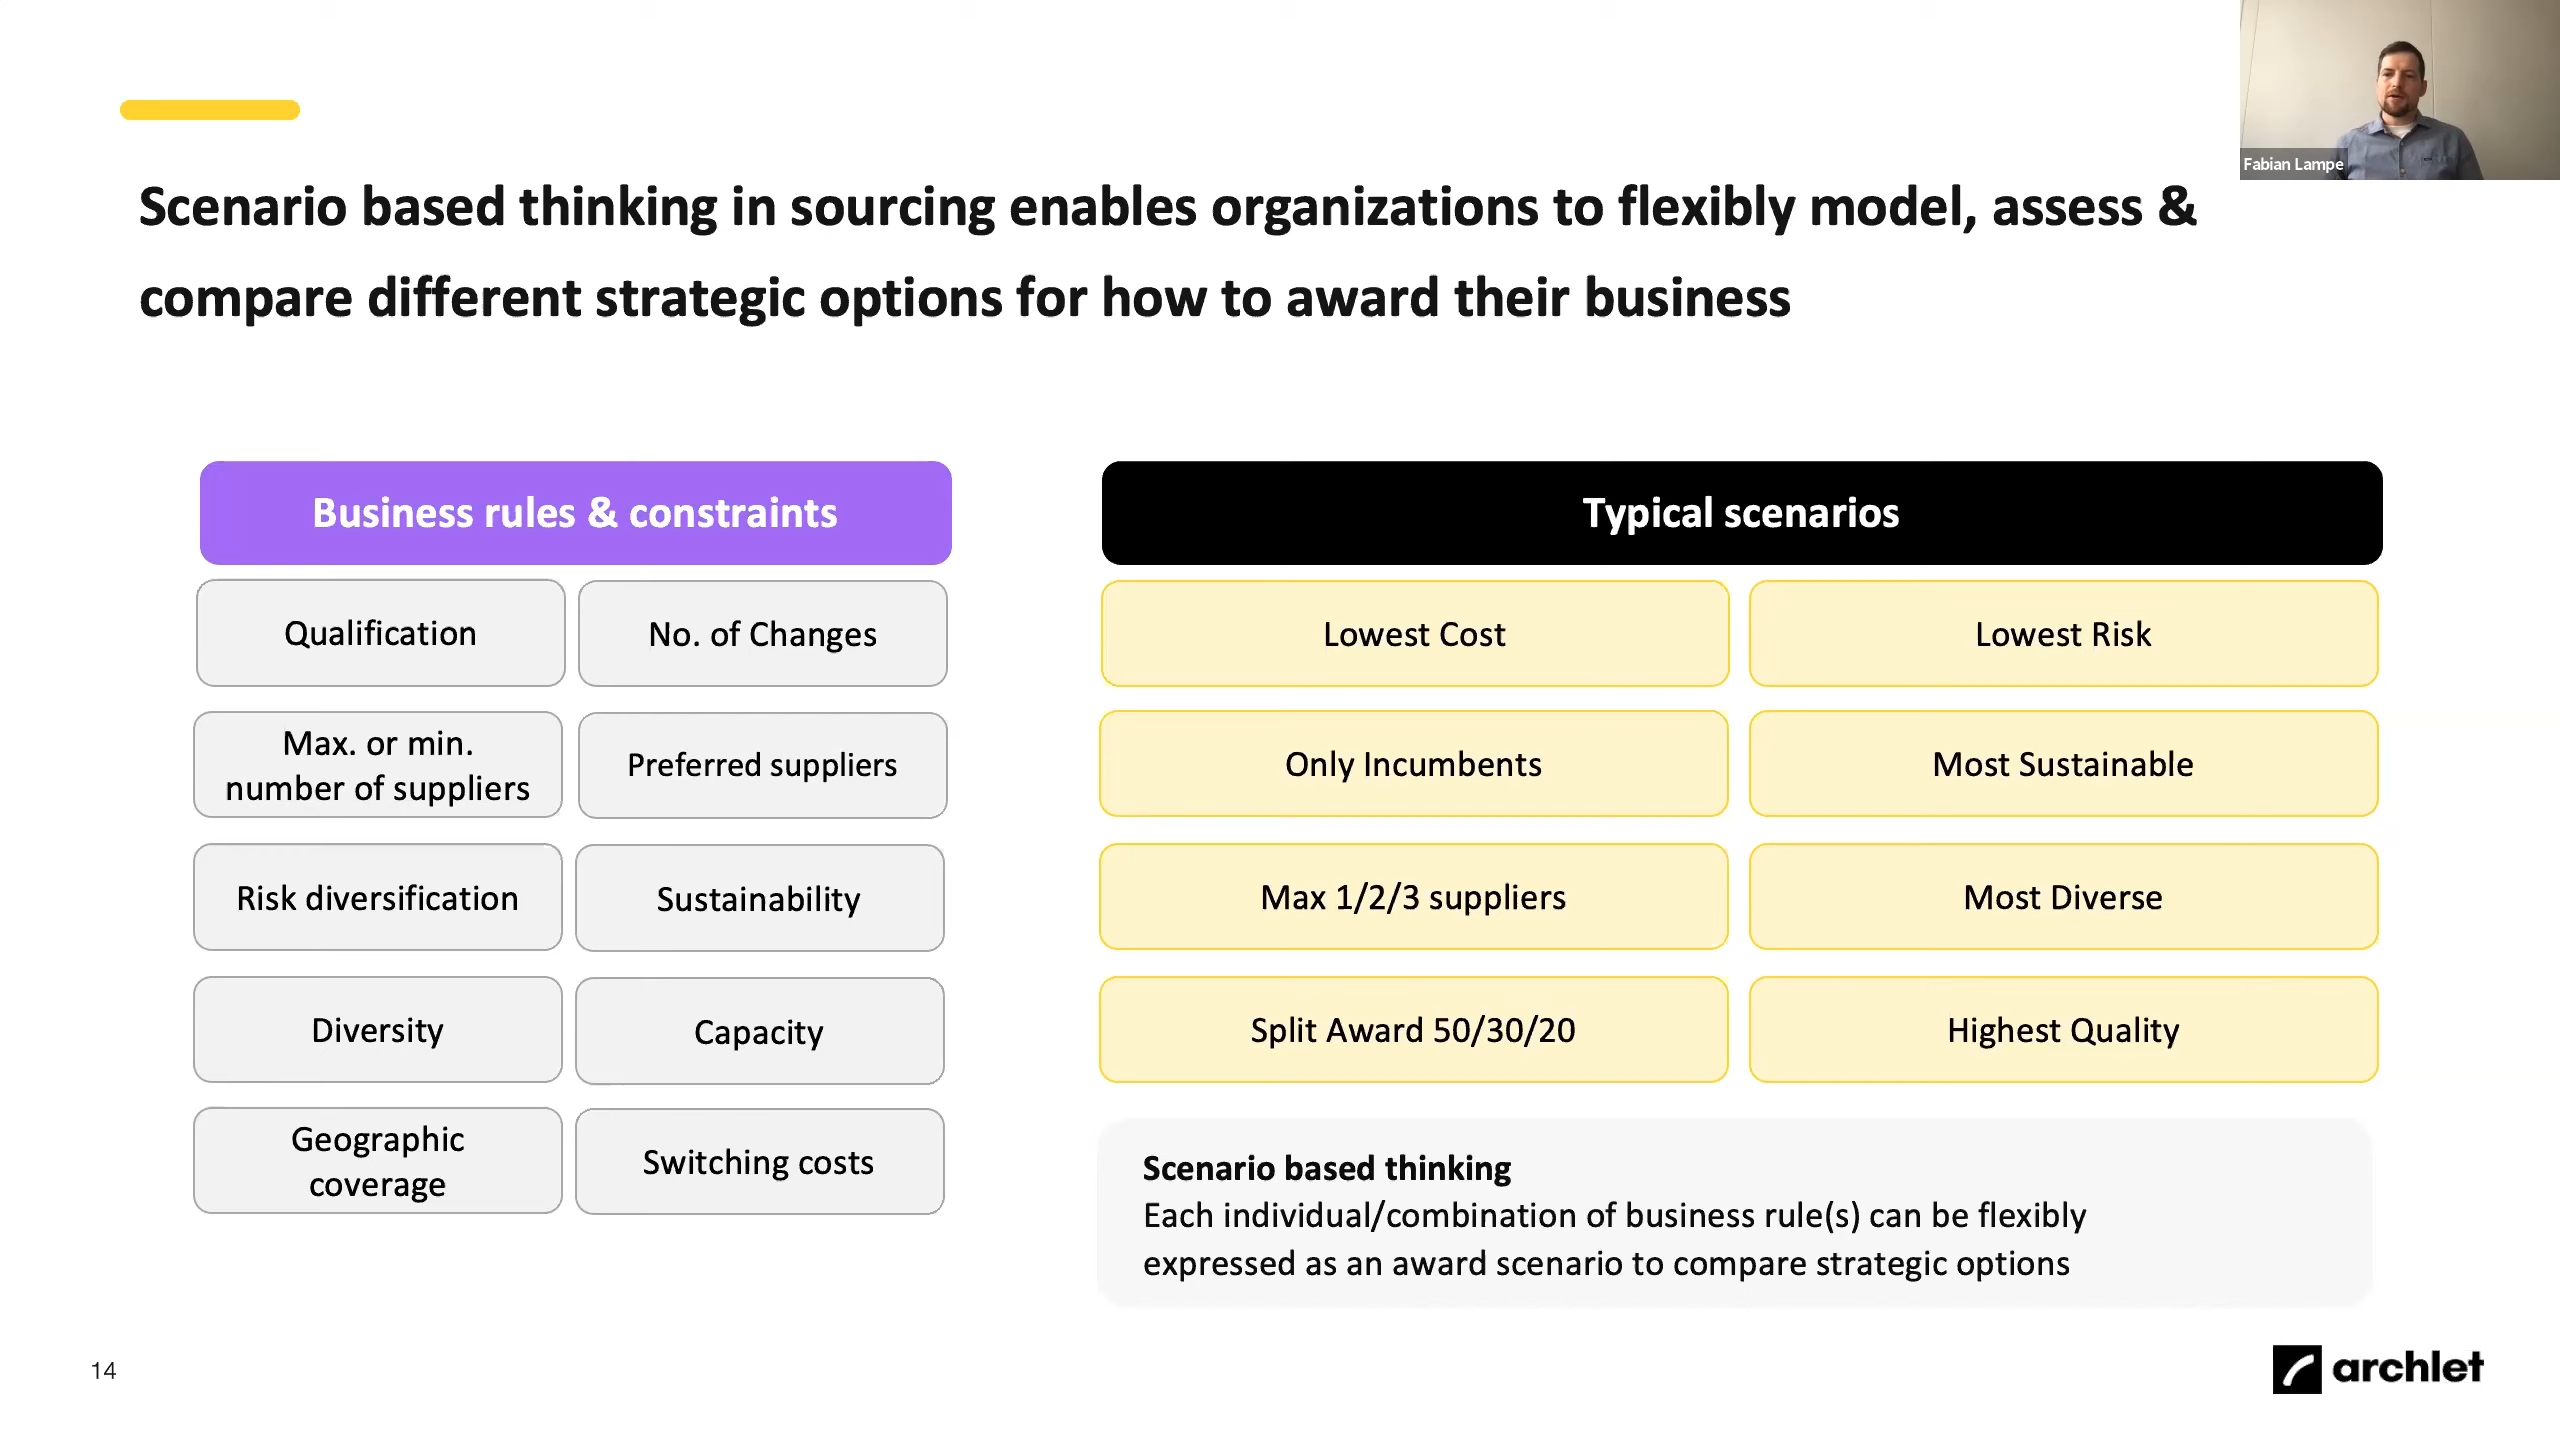 Fabian Lampe
Scenario based thinking in sourcing enables organizations to flexibly model, assess &
compare different strategic options for how to award their business
Business rules & constraints
Qualification
No. of Changes
Max. or min.
number of suppliers
Preferred suppliers
Risk diversification
Sustainability
Diversity
Capacity
Geographic
coverage
Switching costs
Typical scenarios
Lowest Cost
Lowest Risk
Only Incumbents
Most Sustainable
Max 1/2/3 suppliers
Most Diverse
Split Award 50/30/20
Highest Quality
Scenario based thinking
Each individual/combination of business rule(s) can be flexibly
expressed as an award scenario to compare strategic options
14
archlet